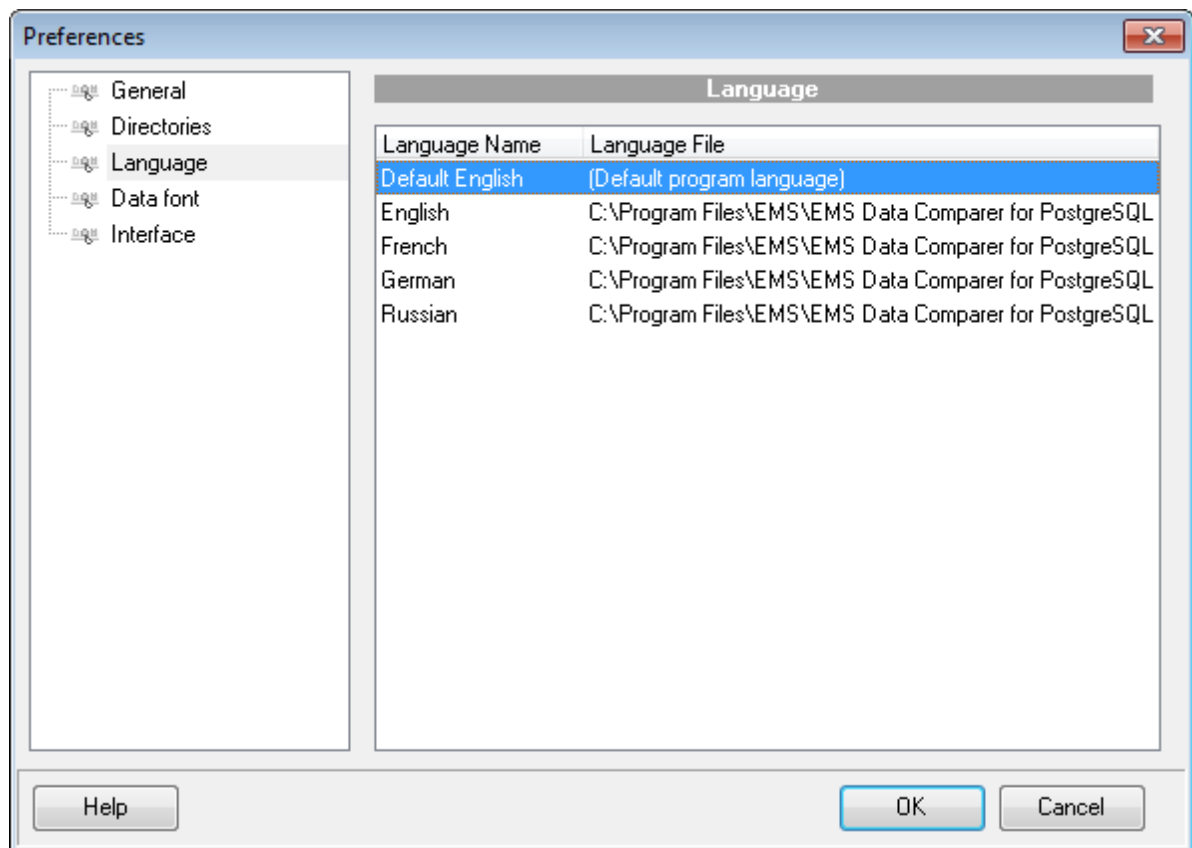 Preferences
General
Directories
Language
Data font
Interface
Language
Language Name Language File
Default English (Default program language)
English C:\Program Files\EMS\EMS Data Comparer for PostgreSQL
French C:\Program Files\EMS\EMS Data Comparer for PostgreSQL
German C:\Program Files\EMS\EMS Data Comparer for PostgreSQL
Russian C:\Program Files\EMS\EMS Data Comparer for PostgreSQL
Help OK Cancel